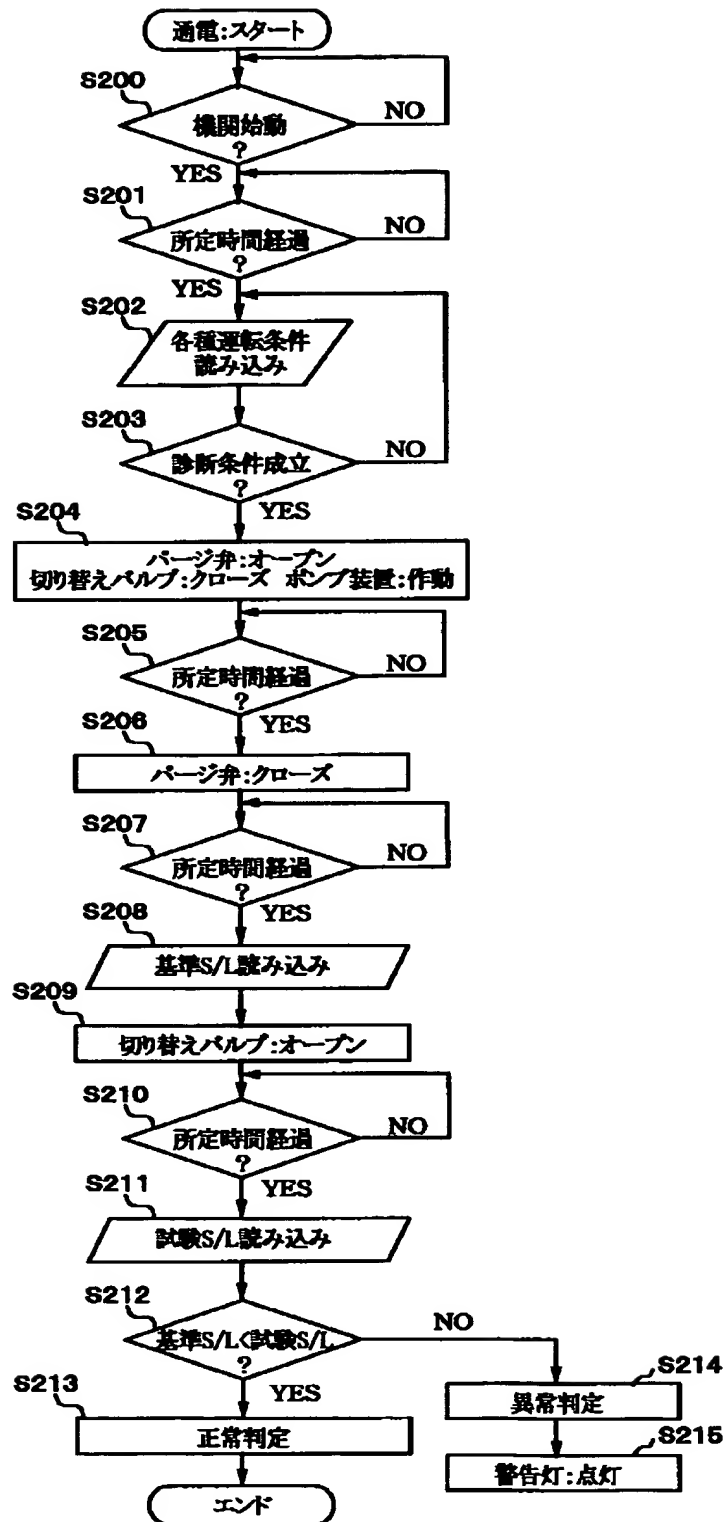 通電:スタート
S200
機開始動
?
NO
YES
S201
所定時間経過
?
NO
YES
S202
各種運転条件
読み込み
S203
診断条件成立
?
NO
YES
S204
パージ弁:オープン
切り替えバルブ:クローズ ポンプ装置:作動
S205
所定時間経過
?
NO
YES
S206
パージ弁:クローズ
S207
所定時間経過
?
NO
YES
S208
基準S/L読み込み
S209
切り替えバルブ:オープン
S210
所定時間経過
?
NO
YES
S211
試験S/L読み込み
S212
基準S/L<試験S/L
?
NO
YES
S213
正常判定
S214
異常判定
S215
警告灯:点灯
エンド